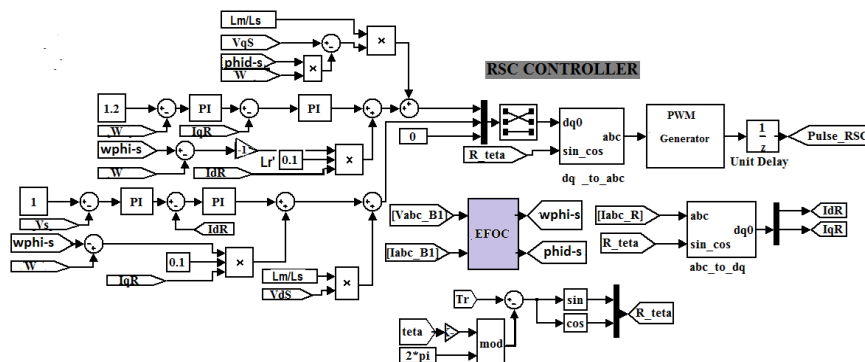 Lm/Ls
VqS
phid-s
W
×
×
RSC CONTROLLER
1.2
PI
PI
W
IqR
0
wphi-s
-1
Lr'
0.1
×
W
IdR
R_teta
dq0
abc
sin_cos
dq _to_abc
PWM
Generator
1
z
Unit Delay
Pulse_RSC
1
PI
PI
Vs
IdR
wphi-s
W
0.1
×
IqR
Lm/Ls
VdS
×
[Vabc_B1]
[Iabc_B1]
EFOC
wphi-s
phid-s
[Iabc_R]
R_teta
abc
dq0
sin_cos
abc_to_dq
IdR
IqR
Tr
teta
2*pi
mod
sin
cos
R_teta